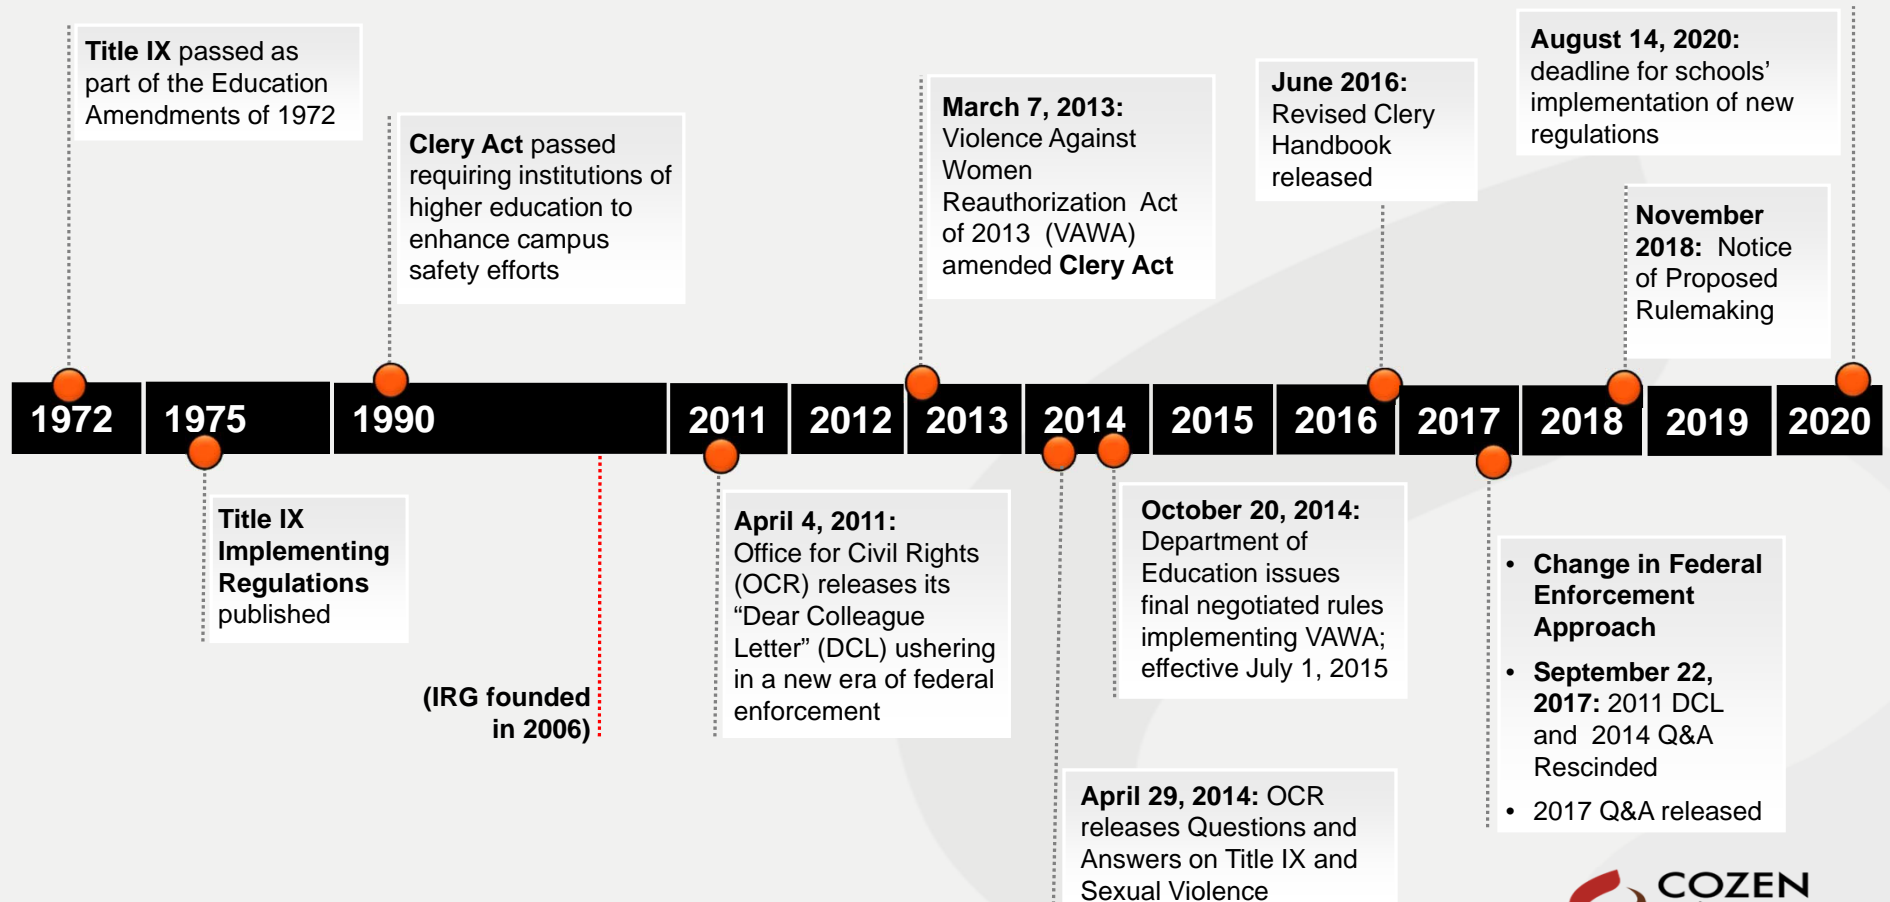 Title IX passed as
part of the Education
Amendments of 1972
Clery Act passed
requiring institutions of
higher education to
enhance campus
safety efforts
March 7, 2013:
Violence Against
Women
Reauthorization Act
of 2013 (VAWA)
amended Clery Act
June 2016:
Revised Clery
Handbook
released
August 14, 2020:
deadline for schools’
implementation of new
regulations
November
2018: Notice
of Proposed
Rulemaking
1972 1975 1990 2011 2012 2013 2014 2015 2016 2017 2018 2019 2020
Title IX
Implementing
Regulations
published
(IRG founded
in 2006)
April 4, 2011:
Office for Civil Rights
(OCR) releases its
“Dear Colleague
Letter” (DCL) ushering
in a new era of federal
enforcement
April 29, 2014: OCR
releases Questions and
Answers on Title IX and
Sexual Violence
October 20, 2014:
Department of
Education issues
final negotiated rules
implementing VAWA;
effective July 1, 2015
• Change in Federal
Enforcement
Approach
• September 22,
2017: 2011 DCL
and 2014 Q&A
Rescinded
• 2017 Q&A released
COZEN